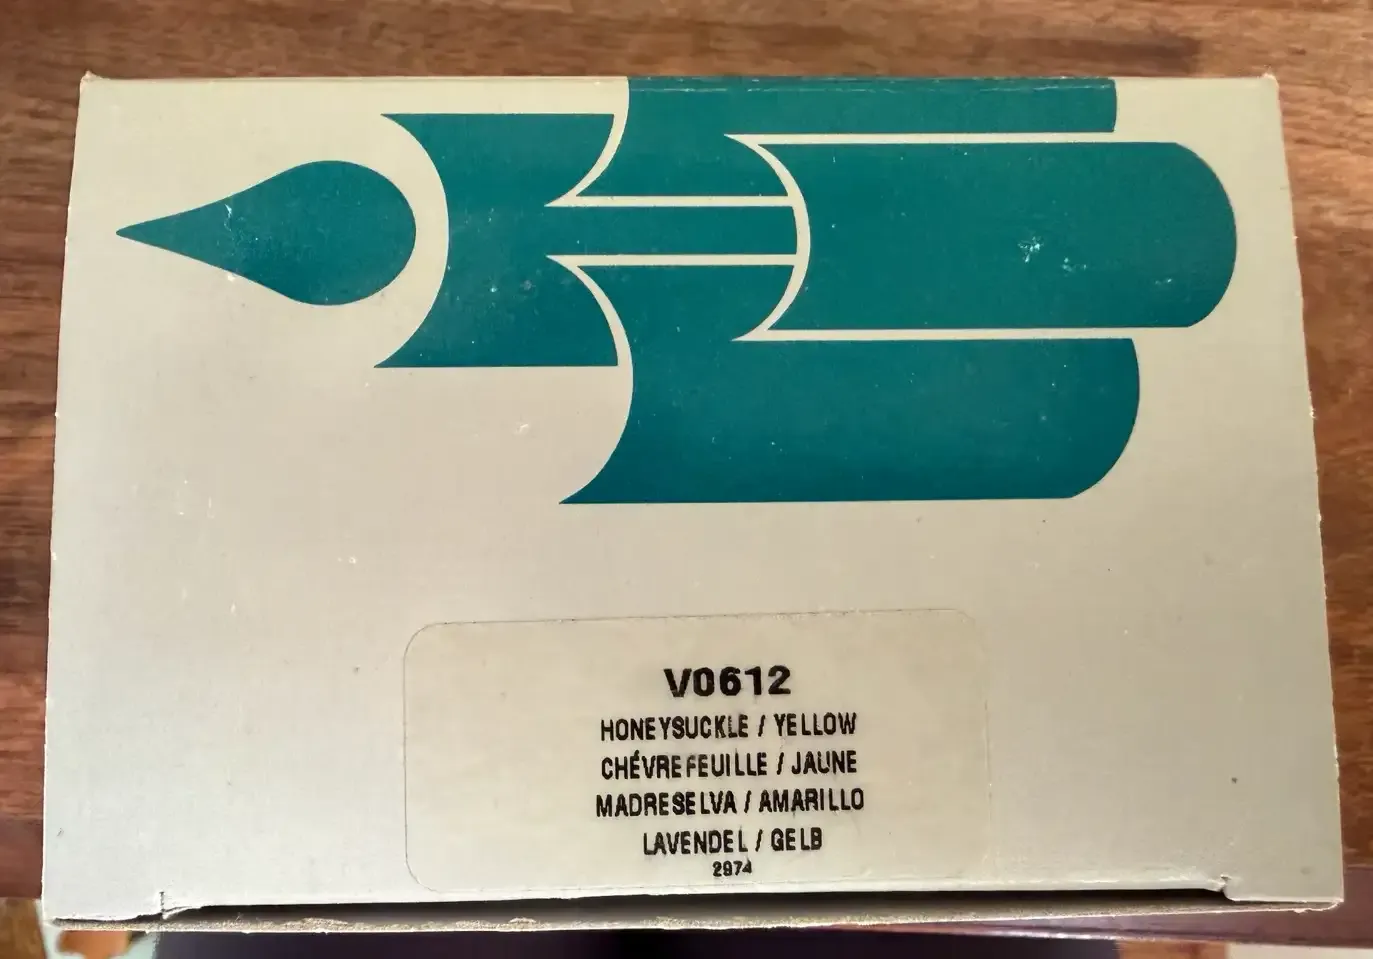 V0612
HONEYSUCKLE / YELLOW
CHÉVREFEUILLE / JAUNE
MADRESELVA / AMARILLO
LAVENDEL / GELB
2974